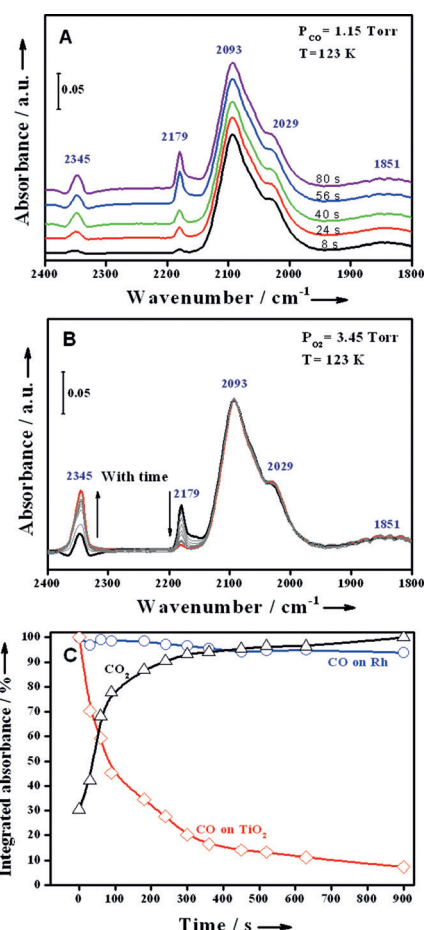 A
P_CO= 1.15 Torr
T=123 K
2093
0.05
2179
2029
2345
1851
80 s
56 s
40 s
24 s
8 s
Absorbance / a.u.
2400 2300 2200 2100 2000 1900 1800
Wavenumber / cm⁻¹
B
P_O2= 3.45 Torr
T= 123 K
2093
0.05
2345
With time
2179
2029
1851
Absorbance / a.u.
2400 2300 2200 2100 2000 1900 1800
Wavenumber / cm⁻¹
C
100
90
80
70
60
50
40
30
20
10
0
CO₂
CO on Rh
CO on TiO₂
Integrated absorbance / %
0 100 200 300 400 500 600 700 800 900
Time / s